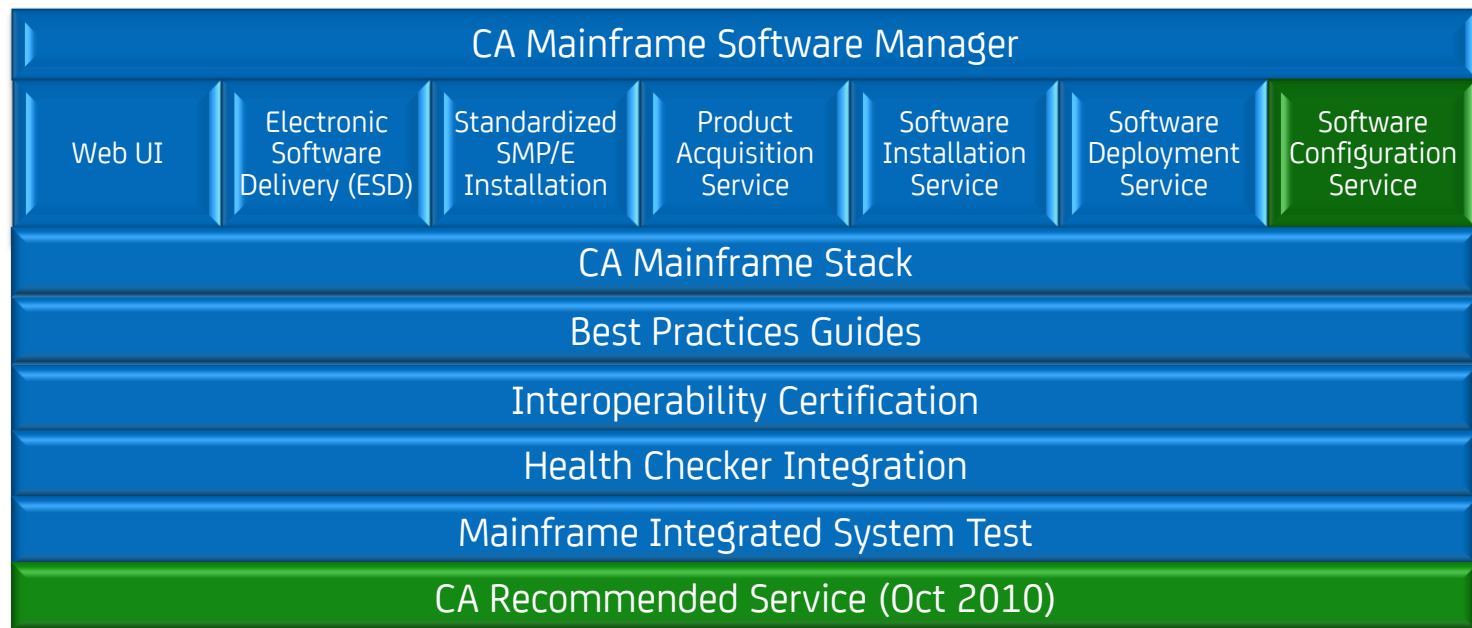 CA Mainframe Software Manager
Web UI
Electronic
Software
Delivery (ESD)
Standardized
SMP/E
Installation
Product
Acquisition
Service
Software
Installation
Service
Software
Deployment
Service
Software
Configuration
Service
CA Mainframe Stack
Best Practices Guides
Interoperability Certification
Health Checker Integration
Mainframe Integrated System Test
CA Recommended Service (Oct 2010)